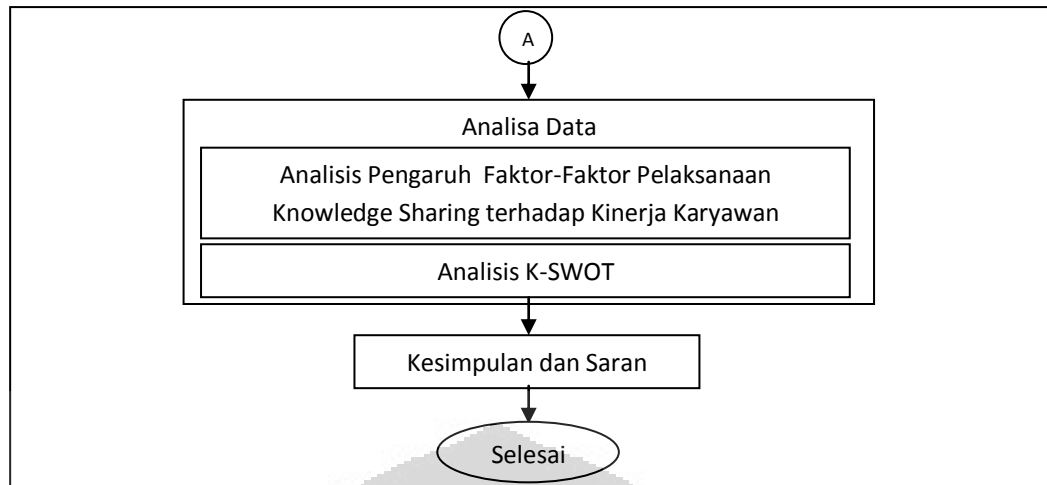 A
Analisa Data
Analisis Pengaruh Faktor-Faktor Pelaksanaan
Knowledge Sharing terhadap Kinerja Karyawan
Analisis K-SWOT
Kesimpulan dan Saran
Selesai